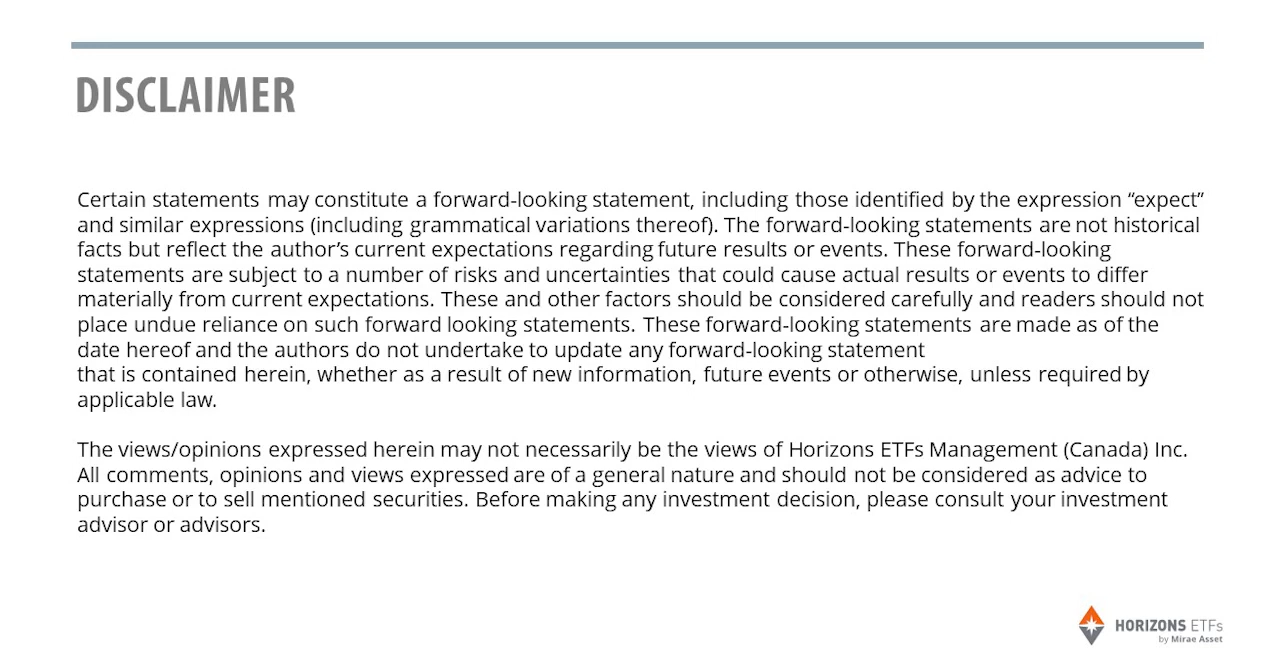 DISCLAIMER
Certain statements may constitute a forward-looking statement, including those identified by the expression “expect”
and similar expressions (including grammatical variations thereof). The forward-looking statements are not historical
facts but reflect the author’s current expectations regarding future results or events. These forward-looking
statements are subject to a number of risks and uncertainties that could cause actual results or events to differ
materially from current expectations. These and other factors should be considered carefully and readers should not
place undue reliance on such forward looking statements. These forward-looking statements are made as of the
date hereof and the authors do not undertake to update any forward-looking statement
that is contained herein, whether as a result of new information, future events or otherwise, unless required by
applicable law.
The views/opinions expressed herein may not necessarily be the views of Horizons ETFs Management (Canada) Inc.
All comments, opinions and views expressed are of a general nature and should not be considered as advice to
purchase or to sell mentioned securities. Before making any investment decision, please consult your investment
advisor or advisors.
HORIZONS ETFs
by Mirae Asset